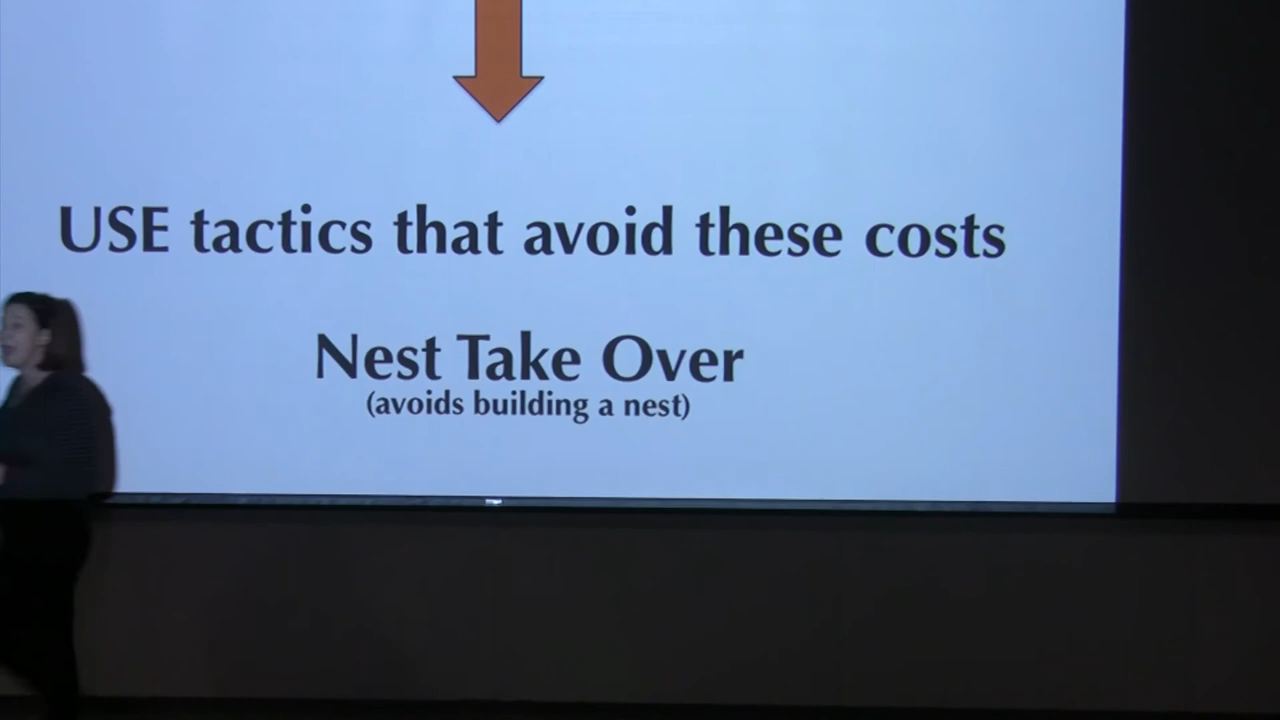 USE tactics that avoid these costs
Nest Take Over
(avoids building a nest)